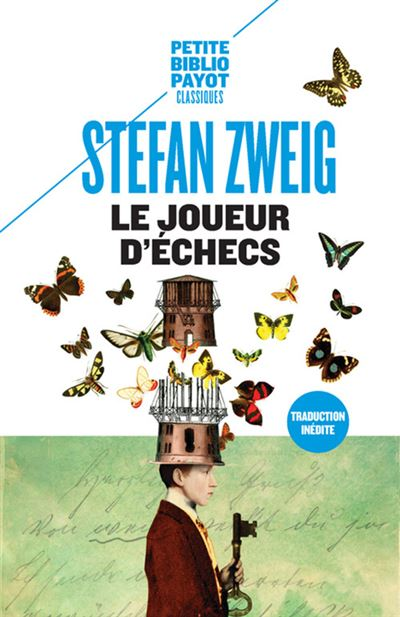 PETITE
BIBLIO
PAYOT
CLASSIQUES
STEFAN ZWEIG
LE JOUEUR
D'ÉCHECS
TRADUCTION
INÉDITE